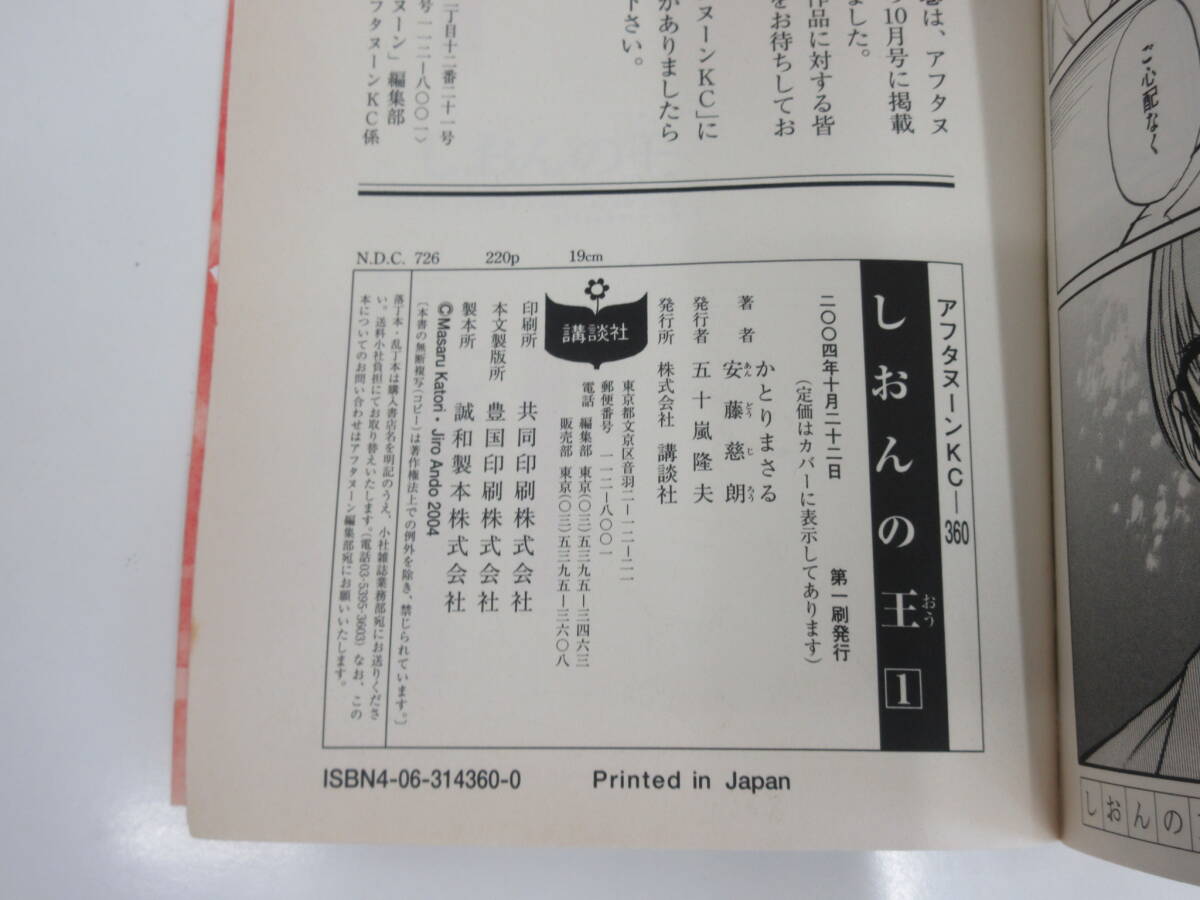 は、アフタヌ
10月号に掲載
ました。
作品に対する皆
をお待ちしてお
ヌーンKC」に
がありましたら
下さい。
二丁目十二番二十一号
号 一一二―八〇〇一〉
ヌーン」編集部
アフタヌーンKC係
ご心配なく
N.D.C. 726 220p 19cm
アフタヌーンKC―360
しおんの王 1
おう
二〇〇四年十月二十二日 第一刷発行
(定価はカバーに表示してあります)
著者 かとりまさる
安藤慈朗
あん どう じ ろう
発行者 五十嵐隆夫
発行所 株式会社 講談社
東京都文京区音羽二―一二―二一
郵便番号 一一二―八〇〇一
電話 編集部 東京(〇三)五三九五―三四六三
販売部 東京(〇三)五三九五―三六〇八
講談社
印刷所 共同印刷株式会社
本文製版所 豊国印刷株式会社
製本所 誠和製本株式会社
©Masaru Katori・Jiro Ando 2004
〔本書の無断複写(コピー)は著作権法上での例外を除き、禁じられています。〕
落丁本・乱丁本は購入書店名を明記のうえ、小社雑誌業務部宛にお送りくださ
い。送料小社負担にてお取り替えいたします。(電話03-5395-3603) なお、この
本についてのお問い合わせはアフタヌーン編集部宛にお願いいたします。
ISBN4-06-314360-0 Printed in Japan
しおんの